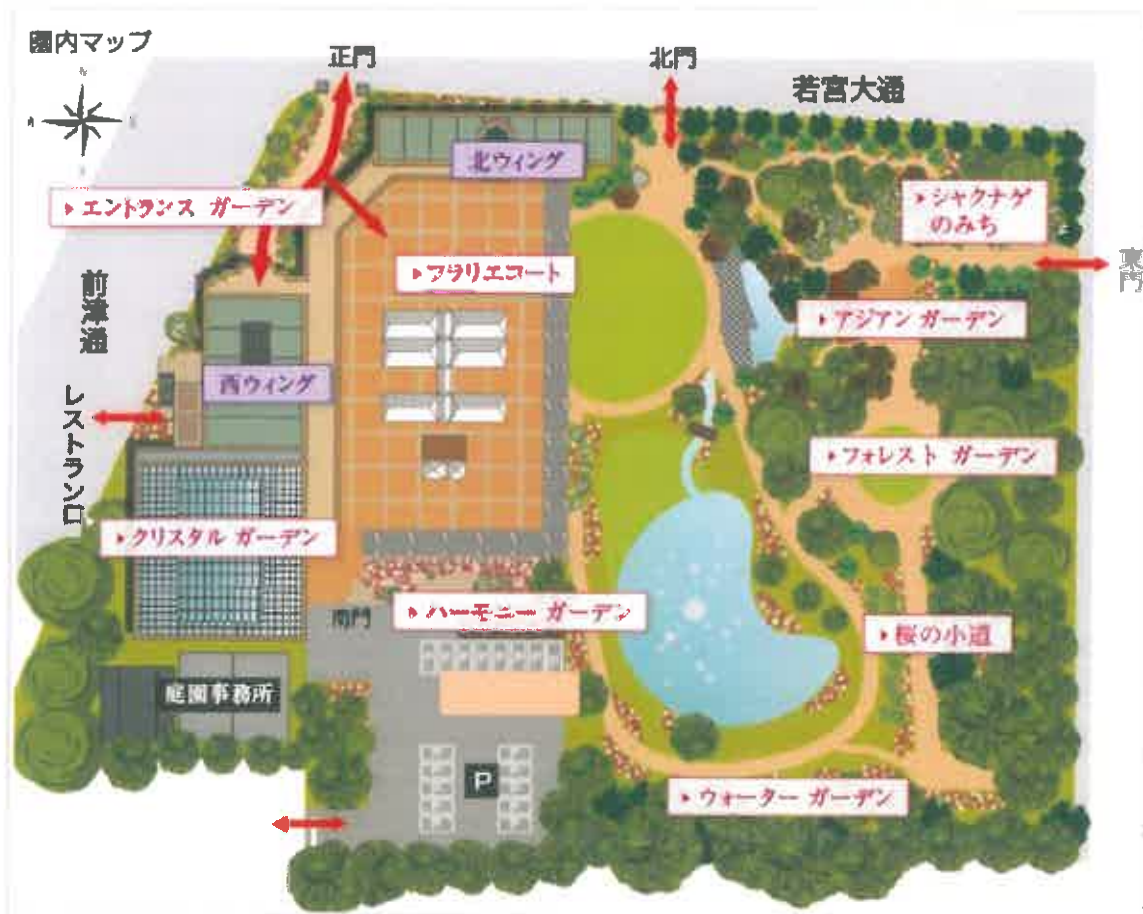 園内マップ
正門
北門
若宮大通
北ウィング
▸エントランス ガーデン
▸シャクナゲ
のみち
東門
▸フラリエコート
前津通
▸アジアン ガーデン
西ウィング
レストラン口
▸フォレスト ガーデン
▸クリスタル ガーデン
南門
▸ハーモニー ガーデン
▸桜の小道
庭園事務所
P
▸ウォーター ガーデン